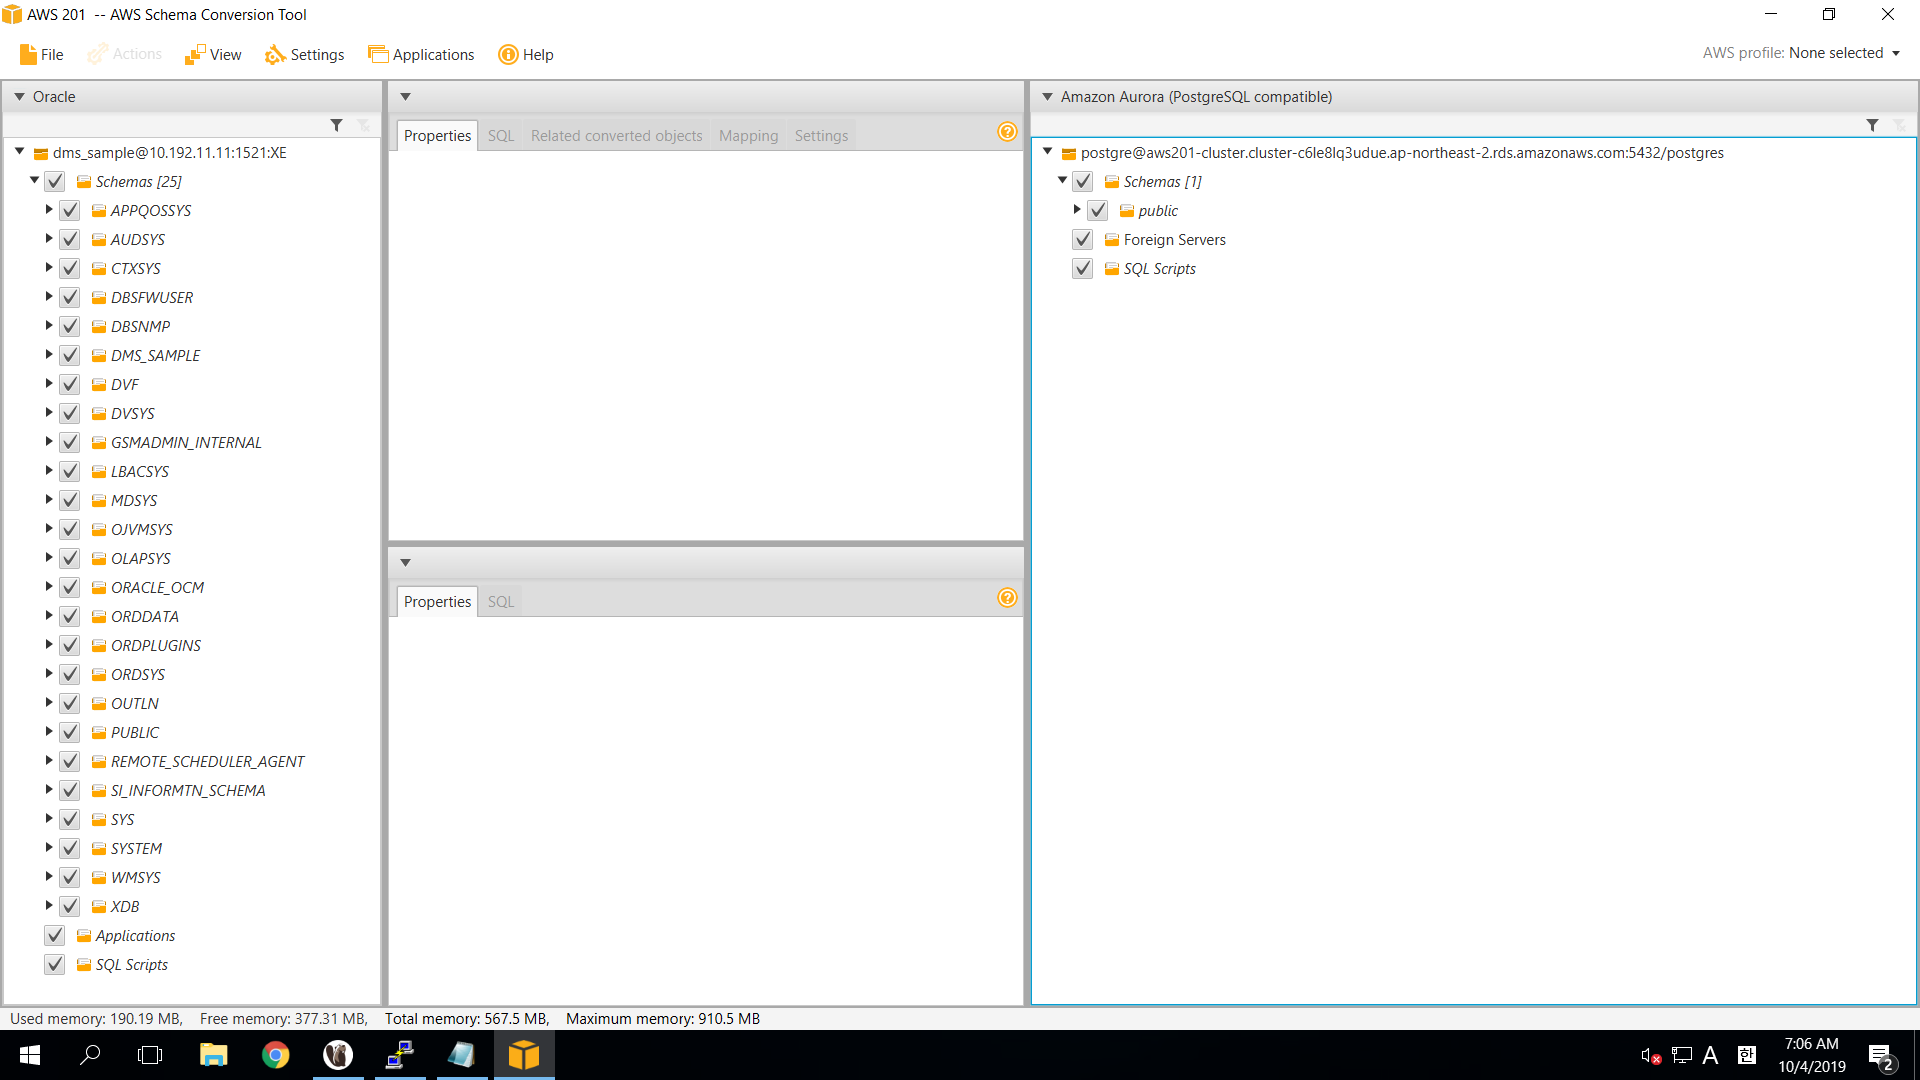 AWS 201  -- AWS Schema Conversion Tool
File Actions View Settings Applications Help
AWS profile: None selected
Oracle
dms_sample@10.192.11.11:1521:XE
Schemas [25]
APPQOSSYS
AUDSYS
CTXSYS
DBSFWUSER
DBSNMP
DMS_SAMPLE
DVF
DVSYS
GSMADMIN_INTERNAL
LBACSYS
MDSYS
OJVMSYS
OLAPSYS
ORACLE_OCM
ORDDATA
ORDPLUGINS
ORDSYS
OUTLN
PUBLIC
REMOTE_SCHEDULER_AGENT
SI_INFORMTN_SCHEMA
SYS
SYSTEM
WMSYS
XDB
Applications
SQL Scripts
Properties SQL Related converted objects Mapping Settings
Properties SQL
Amazon Aurora (PostgreSQL compatible)
postgre@aws201-cluster.cluster-c6le8lq3udue.ap-northeast-2.rds.amazonaws.com:5432/postgres
Schemas [1]
public
Foreign Servers
SQL Scripts
Used memory: 190.19 MB, Free memory: 377.31 MB, Total memory: 567.5 MB, Maximum memory: 910.5 MB
A 한
7:06 AM
10/4/2019
2